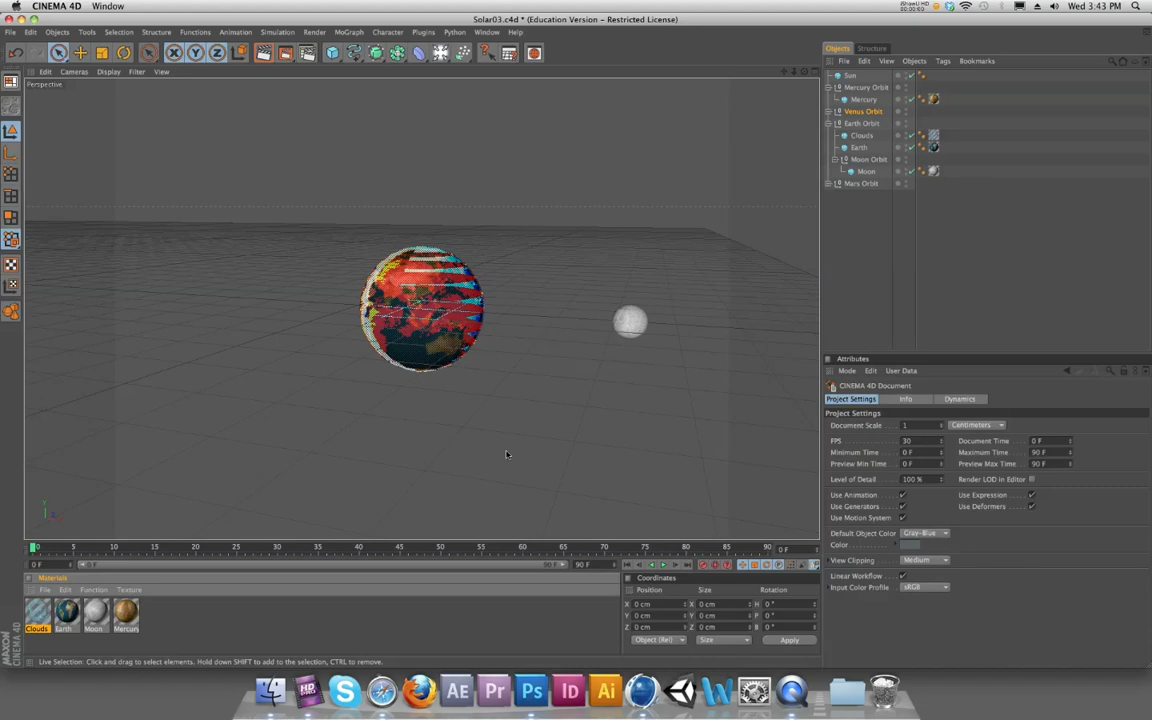 CINEMA 4D Window
Wed 3:43 PM
Solar03.c4d * (Education Version - Restricted License)
File Edit Objects Tools Selection Structure Functions Animation Simulation Render MoGraph Character Plugins Python Window Help
Objects Structure
Edit Cameras Display Filter View
File Edit View Objects Tags Bookmarks
Perspective
Sun
Mercury Orbit
Mercury
Venus Orbit
Earth Orbit
Clouds
Earth
Moon Orbit
Moon
Mars Orbit
Attributes
Mode Edit User Data
CINEMA 4D Document
Project Settings Info Dynamics
Project Settings
Document Scale 1 Centimeters
FPS 30 Document Time 0 F
Minimum Time 0 F Maximum Time 90 F
Preview Min Time 0 F Preview Max Time 90 F
Level of Detail 100 % Render LOD in Editor
Use Animation Use Expression
Use Generators Use Deformers
Use Motion System
Default Object Color Gray-Blue
Color
View Clipping Medium
Linear Workflow
Input Color Profile sRGB
0 5 10 15 20 25 30 35 40 45 50 55 60 65 70 75 80 85 90 0 F
0 F 0 F 90 F 90 F
Materials
File Edit Function Texture
Clouds Earth Moon Mercury
Coordinates
Position Size Rotation
X 0 cm X 0 cm H 0 °
Y 0 cm Y 0 cm P 0 °
Z 0 cm Z 0 cm B 0 °
Object (Rel) Size Apply
MAXON CINEMA 4D
Live Selection: Click and drag to select elements. Hold down SHIFT to add to the selection, CTRL to remove.
HD
AE Pr Ps Id Ai